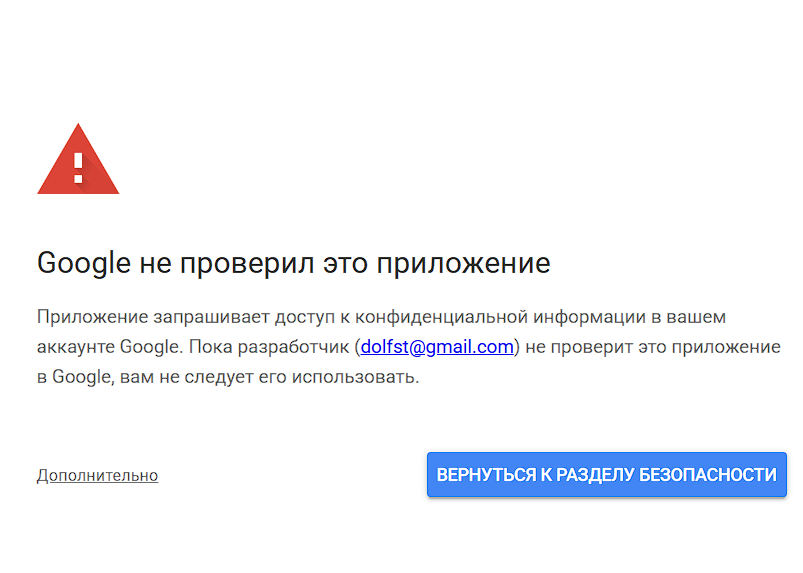 Google не проверил это приложение
Приложение запрашивает доступ к конфиденциальной информации в вашем
аккаунте Google. Пока разработчик (dolfst@gmail.com) не проверит это приложение
в Google, вам не следует его использовать.
Дополнительно
ВЕРНУТЬСЯ К РАЗДЕЛУ БЕЗОПАСНОСТИ